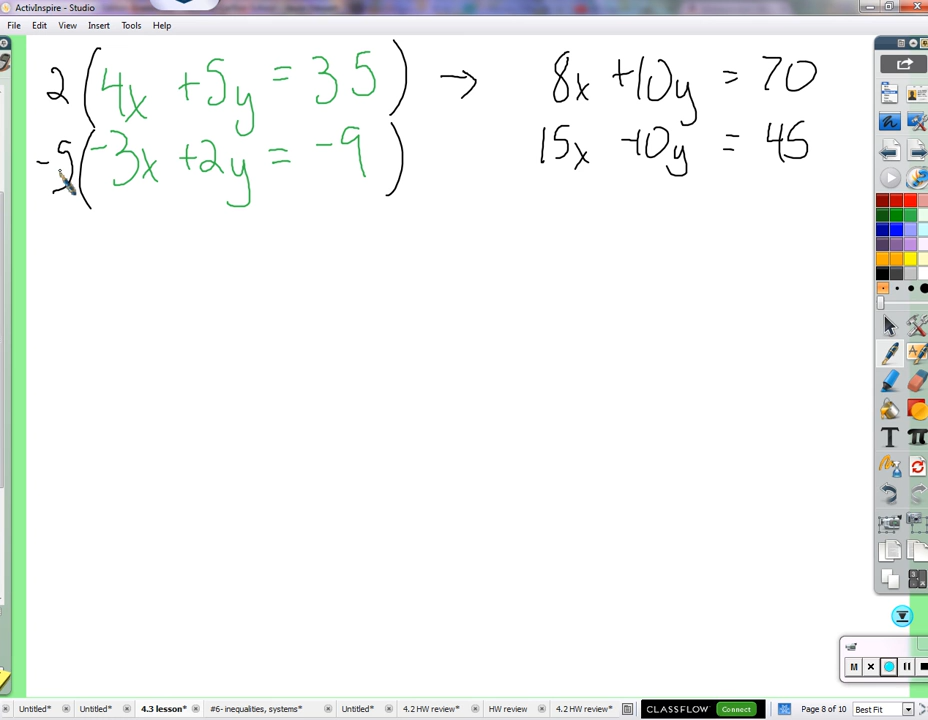 ActivInspire - Studio
File Edit View Insert Tools Help
2(4x +5y = 35) → 8x +10y = 70
-5(-3x +2y = -9) 15x -10y = 45
M
Untitled* Untitled* 4.3 lesson* #6- inequalities, systems* Untitled* 4.2 HW review* HW review 4.2 HW review* CLASSFLOW Connect Page 8 of 10 Best Fit